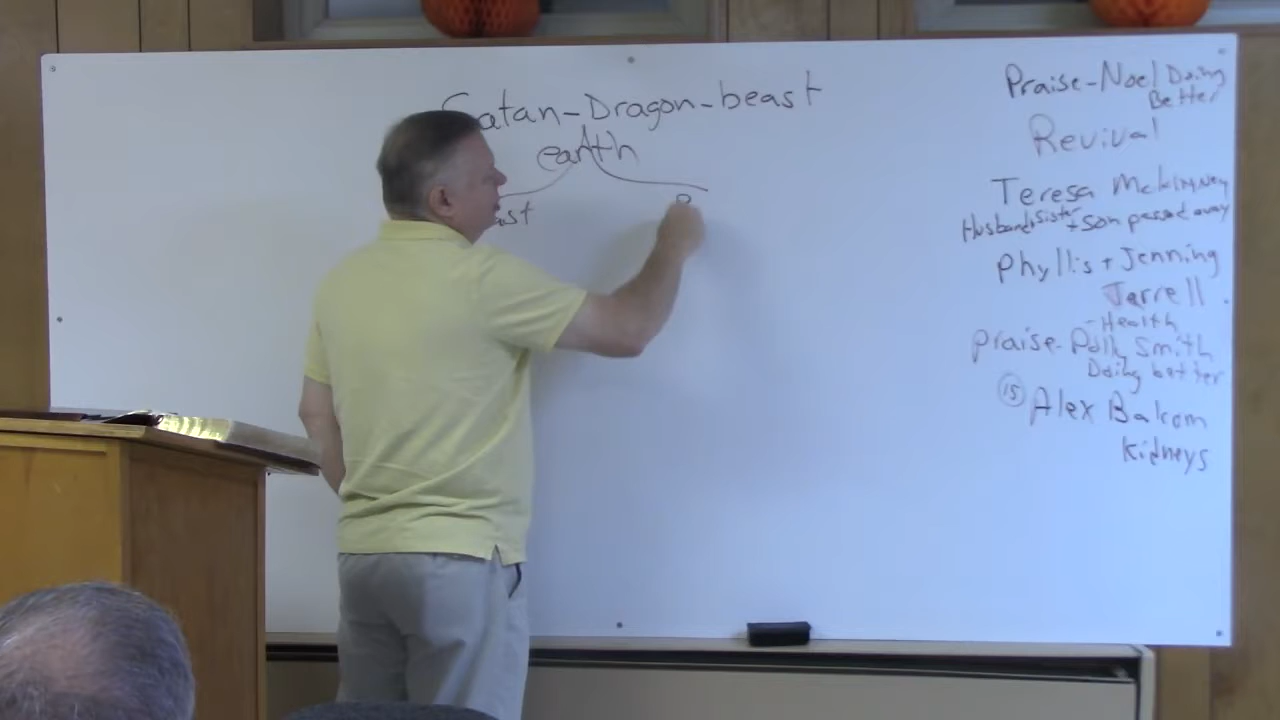 Satan-Dragon-beast
earth
Praise-Noel Doing
Better
Revival
Teresa McKinney
Husband, Sister
+ Son passed away
Phyllis + Jenning
Jarrell
-Health
Praise-Polly Smith
Doing better
15 Alex Balrom
Kidneys